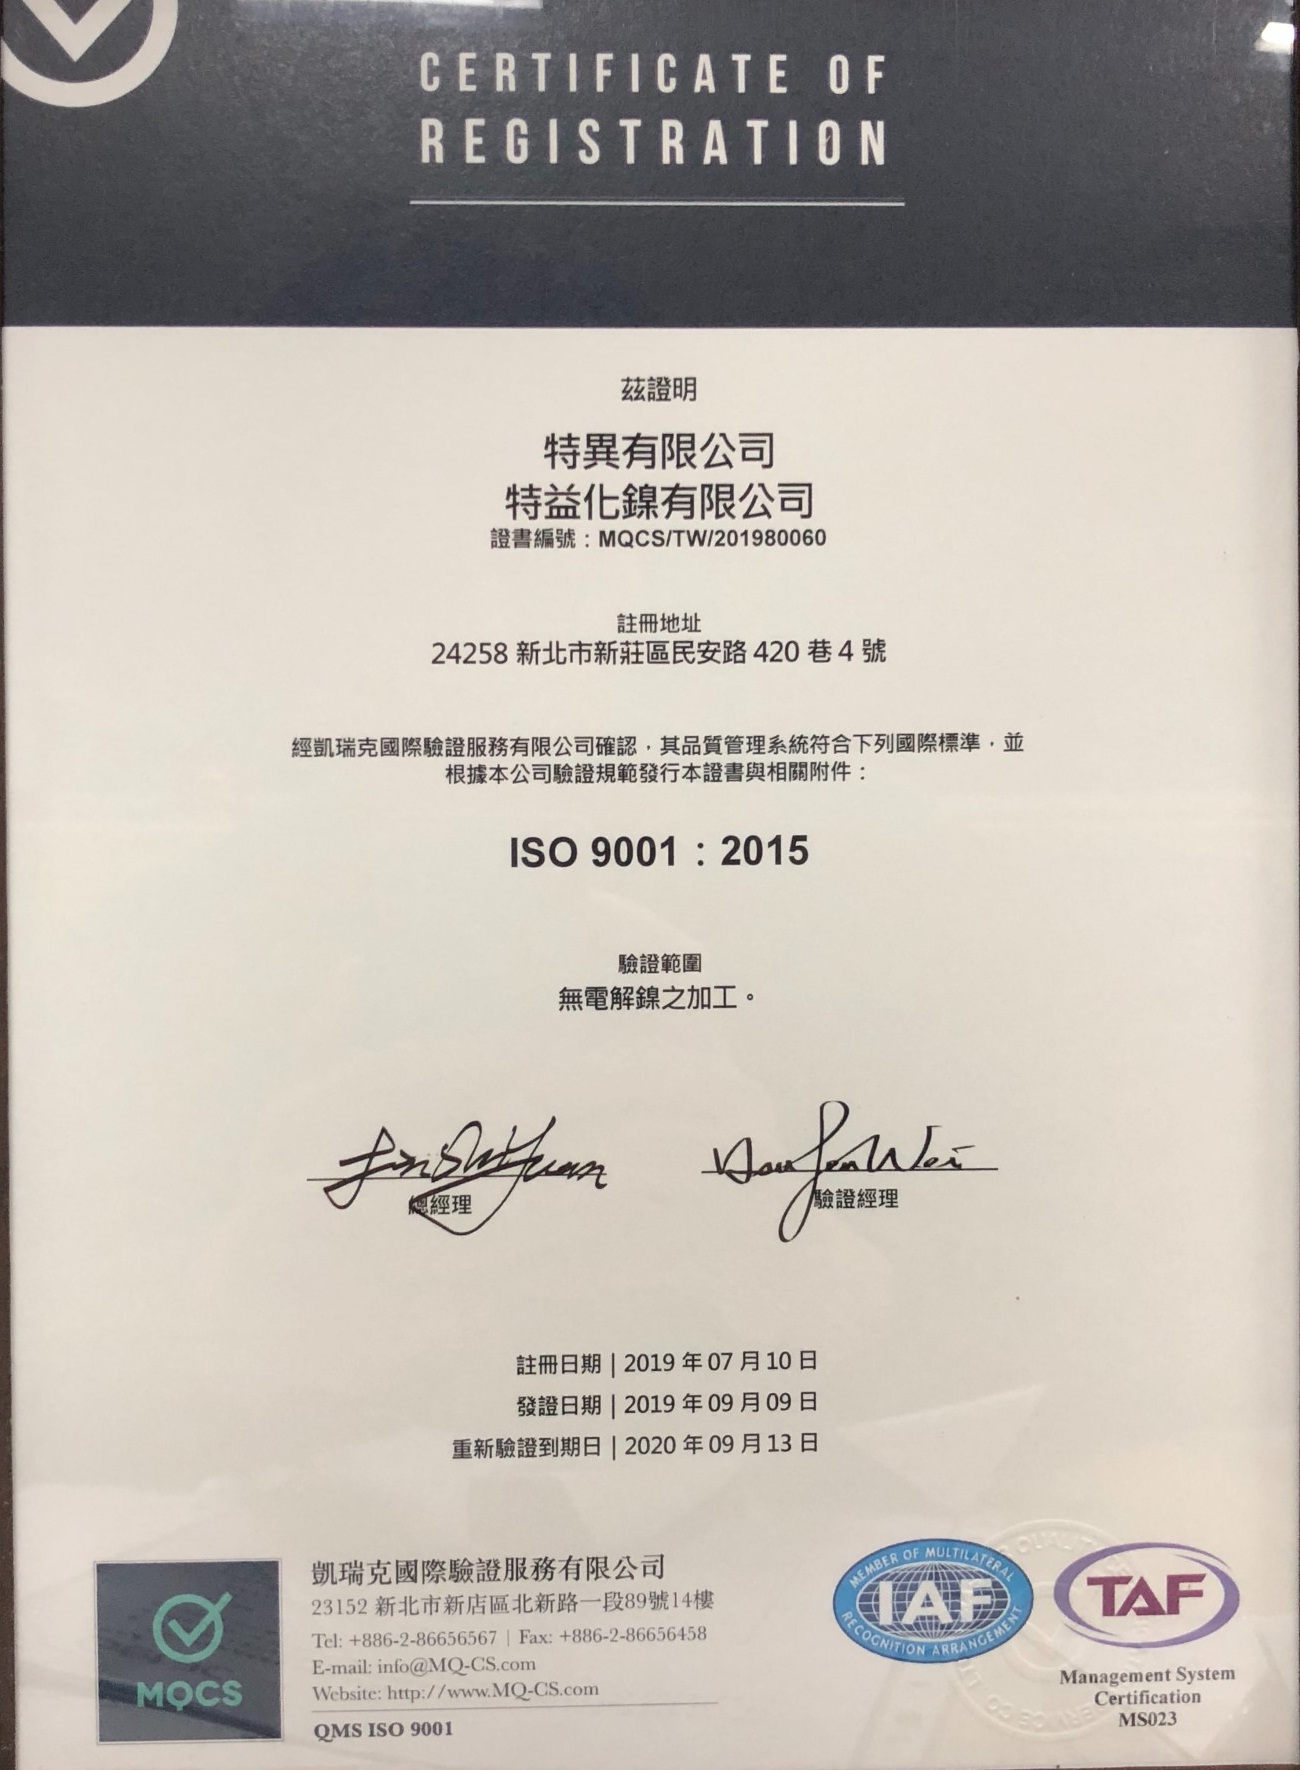 CERTIFICATE OF
REGISTRATION
茲證明
特異有限公司
特益化鎳有限公司
證書編號：MQCS/TW/201980060
註冊地址
24258 新北市新莊區民安路 420 巷 4 號
經凱瑞克國際驗證服務有限公司確認，其品質管理系統符合下列國際標準，並
根據本公司驗證規範發行本證書與相關附件：
ISO 9001：2015
驗證範圍
無電解鎳之加工。
總經理
驗證經理
註冊日期 | 2019 年 07 月 10 日
發證日期 | 2019 年 09 月 09 日
重新驗證到期日 | 2020 年 09 月 13 日
MQCS
凱瑞克國際驗證服務有限公司
23152 新北市新店區北新路一段89號14樓
Tel: +886-2-86656567 | Fax: +886-2-86656458
E-mail: info@MQ-CS.com
Website: http://www.MQ-CS.com
QMS ISO 9001
MEMBER OF MULTILATERAL
IAF
RECOGNITION ARRANGEMENT
TAF
Management System
Certification
MS023